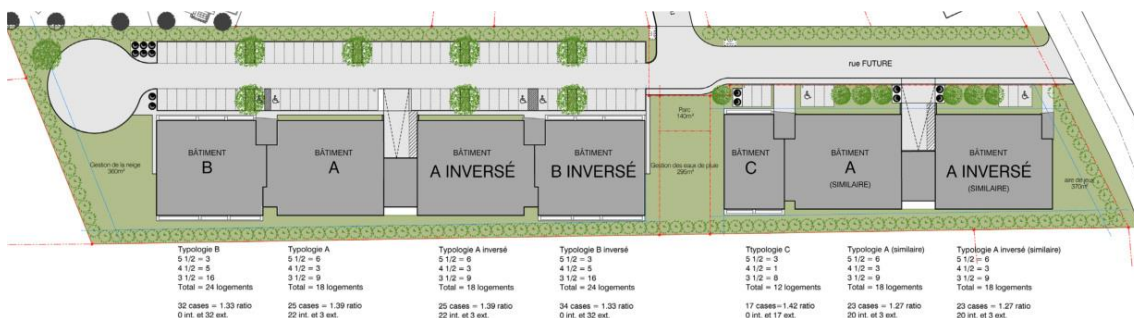 rue FUTURE
Parc
140m²
Gestion de la neige
360m²
BÂTIMENT
B
BÂTIMENT
A
BÂTIMENT
A INVERSÉ
BÂTIMENT
B INVERSÉ
Gestion des eaux de pluie
295m²
BÂTIMENT
C
BÂTIMENT
A
(SIMILAIRE)
BÂTIMENT
A INVERSÉ
(SIMILAIRE)
aire de jeux
370m²
Typologie B
5 1/2 = 3
4 1/2 = 5
3 1/2 = 16
Total = 24 logements
32 cases = 1.33 ratio
0 int. et 32 ext.
Typologie A
5 1/2 = 6
4 1/2 = 3
3 1/2 = 9
Total = 18 logements
25 cases = 1.39 ratio
22 int. et 3 ext.
Typologie A inversé
5 1/2 = 6
4 1/2 = 3
3 1/2 = 9
Total = 18 logements
25 cases = 1.39 ratio
22 int. et 3 ext.
Typologie B inversé
5 1/2 = 3
4 1/2 = 5
3 1/2 = 16
Total = 24 logements
34 cases = 1.33 ratio
0 int. et 32 ext.
Typologie C
5 1/2 = 3
4 1/2 = 1
3 1/2 = 8
Total = 12 logements
17 cases=1.42 ratio
0 int. et 17 ext.
Typologie A (similaire)
5 1/2 = 6
4 1/2 = 3
3 1/2 = 9
Total = 18 logements
23 cases = 1.27 ratio
20 int. et 3 ext.
Typologie A inversé (similaire)
5 1/2 = 6
4 1/2 = 3
3 1/2 = 9
Total = 18 logements
23 cases = 1.27 ratio
20 int. et 3 ext.